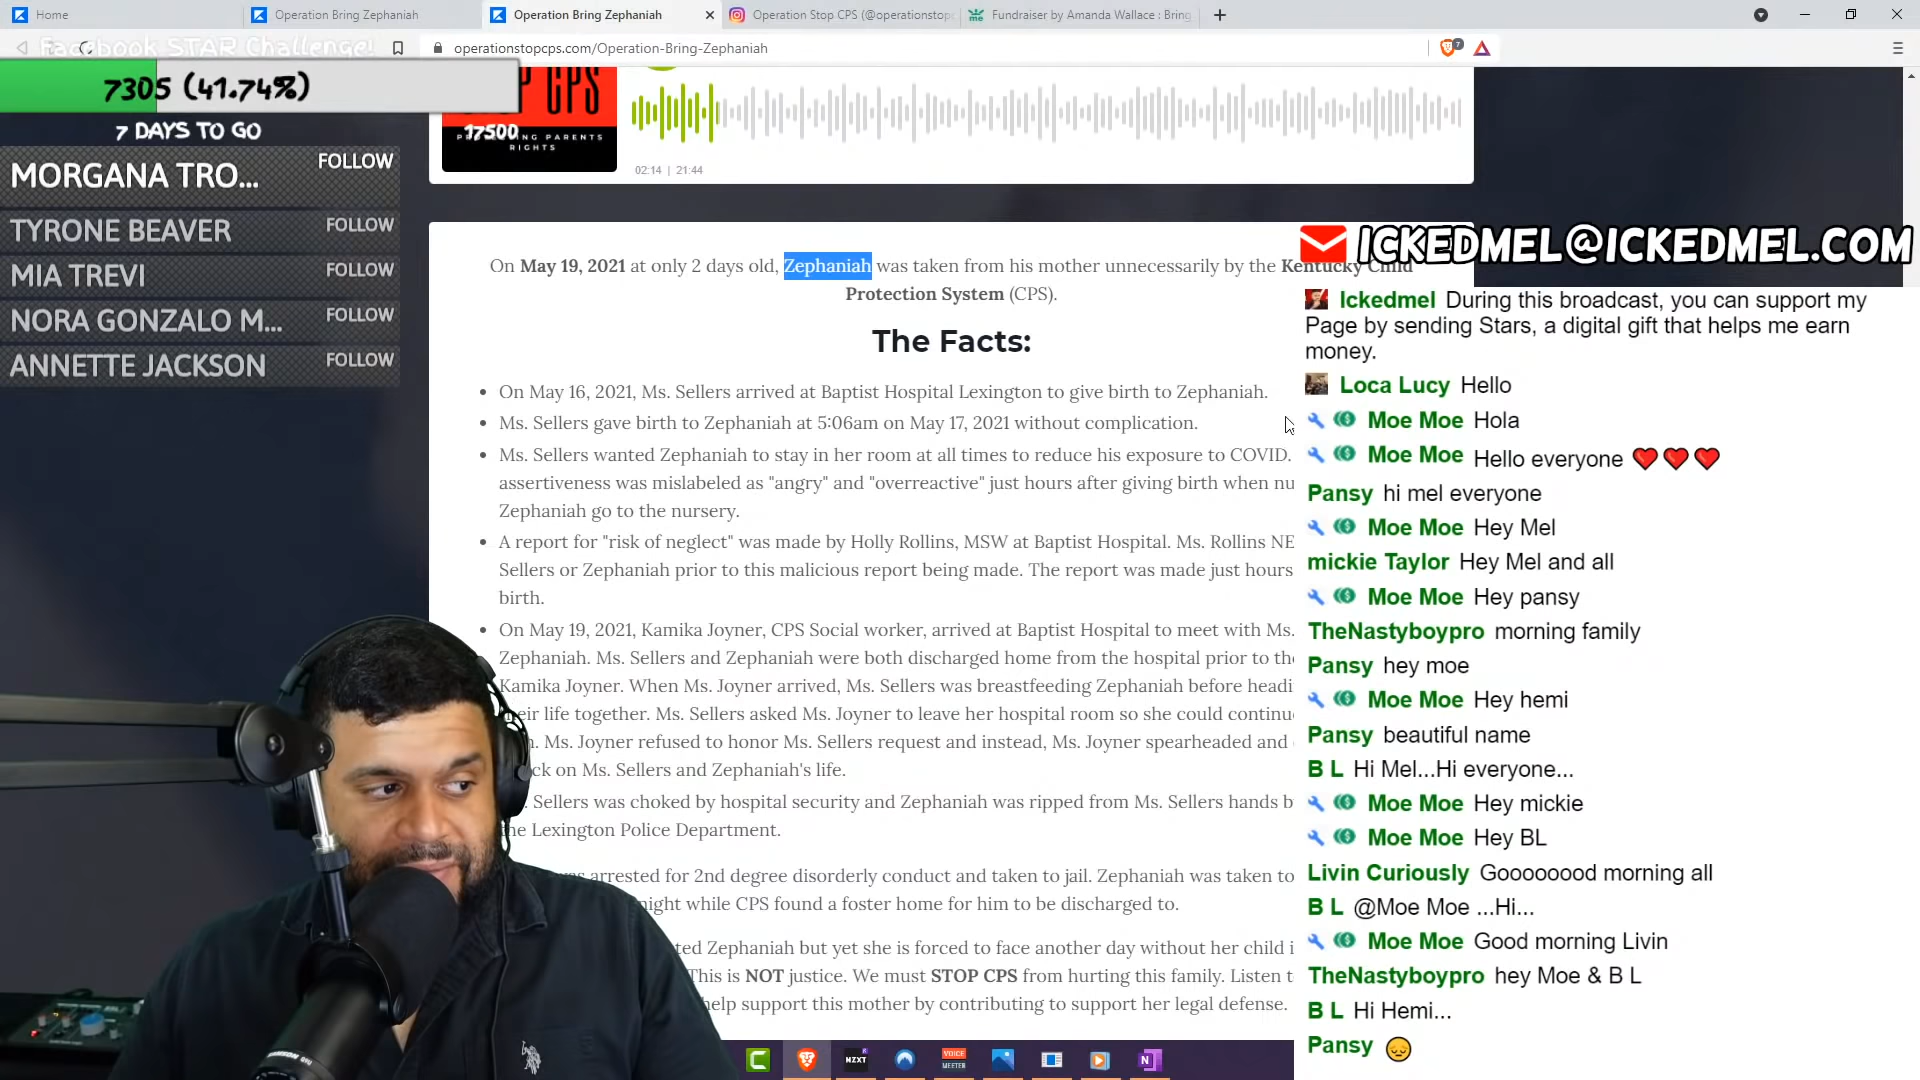 Home
Operation Bring Zephaniah
Operation Bring Zephaniah
Operation Stop CPS (@operationstopc
Fundraiser by Amanda Wallace : Bring
Facebook STAR Challenge!
operationstopcps.com/Operation-Bring-Zephaniah
7
7305 (41.74%)
17500
7 DAYS TO GO
MORGANA TRO... FOLLOW
TYRONE BEAVER FOLLOW
MIA TREVI FOLLOW
NORA GONZALO M... FOLLOW
ANNETTE JACKSON FOLLOW
STOP CPS
PARENTS
RIGHTS
02:14 | 21:44
On May 19, 2021 at only 2 days old, Zephaniah was taken from his mother unnecessarily by the Kentucky Child
Protection System (CPS).
The Facts:
• On May 16, 2021, Ms. Sellers arrived at Baptist Hospital Lexington to give birth to Zephaniah.
• Ms. Sellers gave birth to Zephaniah at 5:06am on May 17, 2021 without complication.
• Ms. Sellers wanted Zephaniah to stay in her room at all times to reduce his exposure to COVID.
assertiveness was mislabeled as "angry" and "overreactive" just hours after giving birth when nu
Zephaniah go to the nursery.
• A report for "risk of neglect" was made by Holly Rollins, MSW at Baptist Hospital. Ms. Rollins NE
Sellers or Zephaniah prior to this malicious report being made. The report was made just hours
birth.
• On May 19, 2021, Kamika Joyner, CPS Social worker, arrived at Baptist Hospital to meet with Ms.
Zephaniah. Ms. Sellers and Zephaniah were both discharged home from the hospital prior to the
Kamika Joyner. When Ms. Joyner arrived, Ms. Sellers was breastfeeding Zephaniah before headi
eir life together. Ms. Sellers asked Ms. Joyner to leave her hospital room so she could continu
Ms. Joyner refused to honor Ms. Sellers request and instead, Ms. Joyner spearheaded and
ck on Ms. Sellers and Zephaniah's life.
Sellers was choked by hospital security and Zephaniah was ripped from Ms. Sellers hands b
he Lexington Police Department.
arrested for 2nd degree disorderly conduct and taken to jail. Zephaniah was taken to
night while CPS found a foster home for him to be discharged to.
ted Zephaniah but yet she is forced to face another day without her child i
This is NOT justice. We must STOP CPS from hurting this family. Listen t
help support this mother by contributing to support her legal defense.
ICKEDMEL@ICKEDMEL.COM
Ickedmel During this broadcast, you can support my
Page by sending Stars, a digital gift that helps me earn
money.
Loca Lucy Hello
Moe Moe Hola
Moe Moe Hello everyone ❤️❤️❤️
Pansy hi mel everyone
Moe Moe Hey Mel
mickie Taylor Hey Mel and all
Moe Moe Hey pansy
TheNastyboypro morning family
Pansy hey moe
Moe Moe Hey hemi
Pansy beautiful name
B L Hi Mel...Hi everyone...
Moe Moe Hey mickie
Moe Moe Hey BL
Livin Curiously Goooooood morning all
B L @Moe Moe ...Hi...
Moe Moe Good morning Livin
TheNastyboypro hey Moe & B L
B L Hi Hemi...
Pansy 😞
NZXT
VOICE
MEETER
N